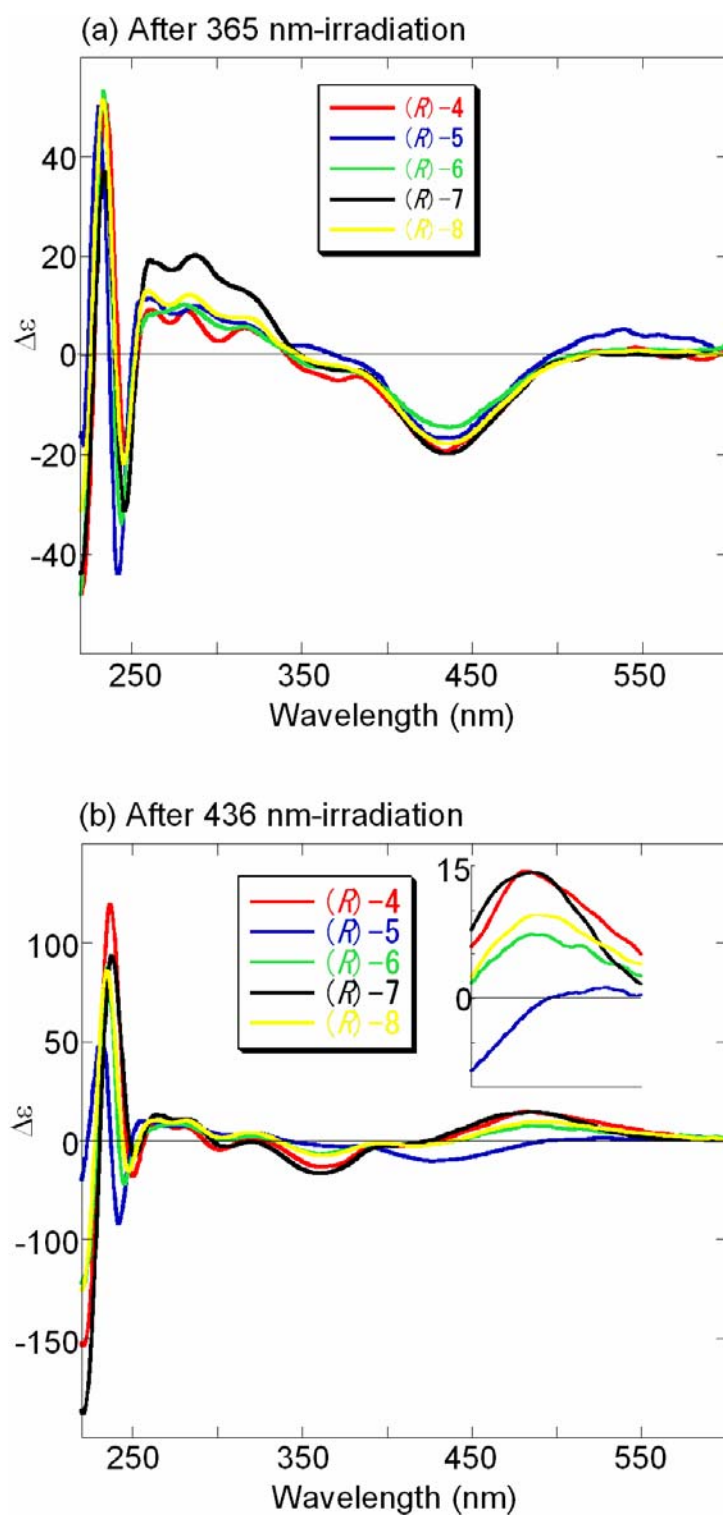 (a) After 365 nm-irradiation
(R)-4
(R)-5
(R)-6
(R)-7
(R)-8
40
20
0
-20
-40
Δε
250
350
450
550
Wavelength (nm)
(b) After 436 nm-irradiation
(R)-4
(R)-5
(R)-6
(R)-7
(R)-8
15
0
100
50
0
-50
-100
-150
Δε
250
350
450
550
Wavelength (nm)